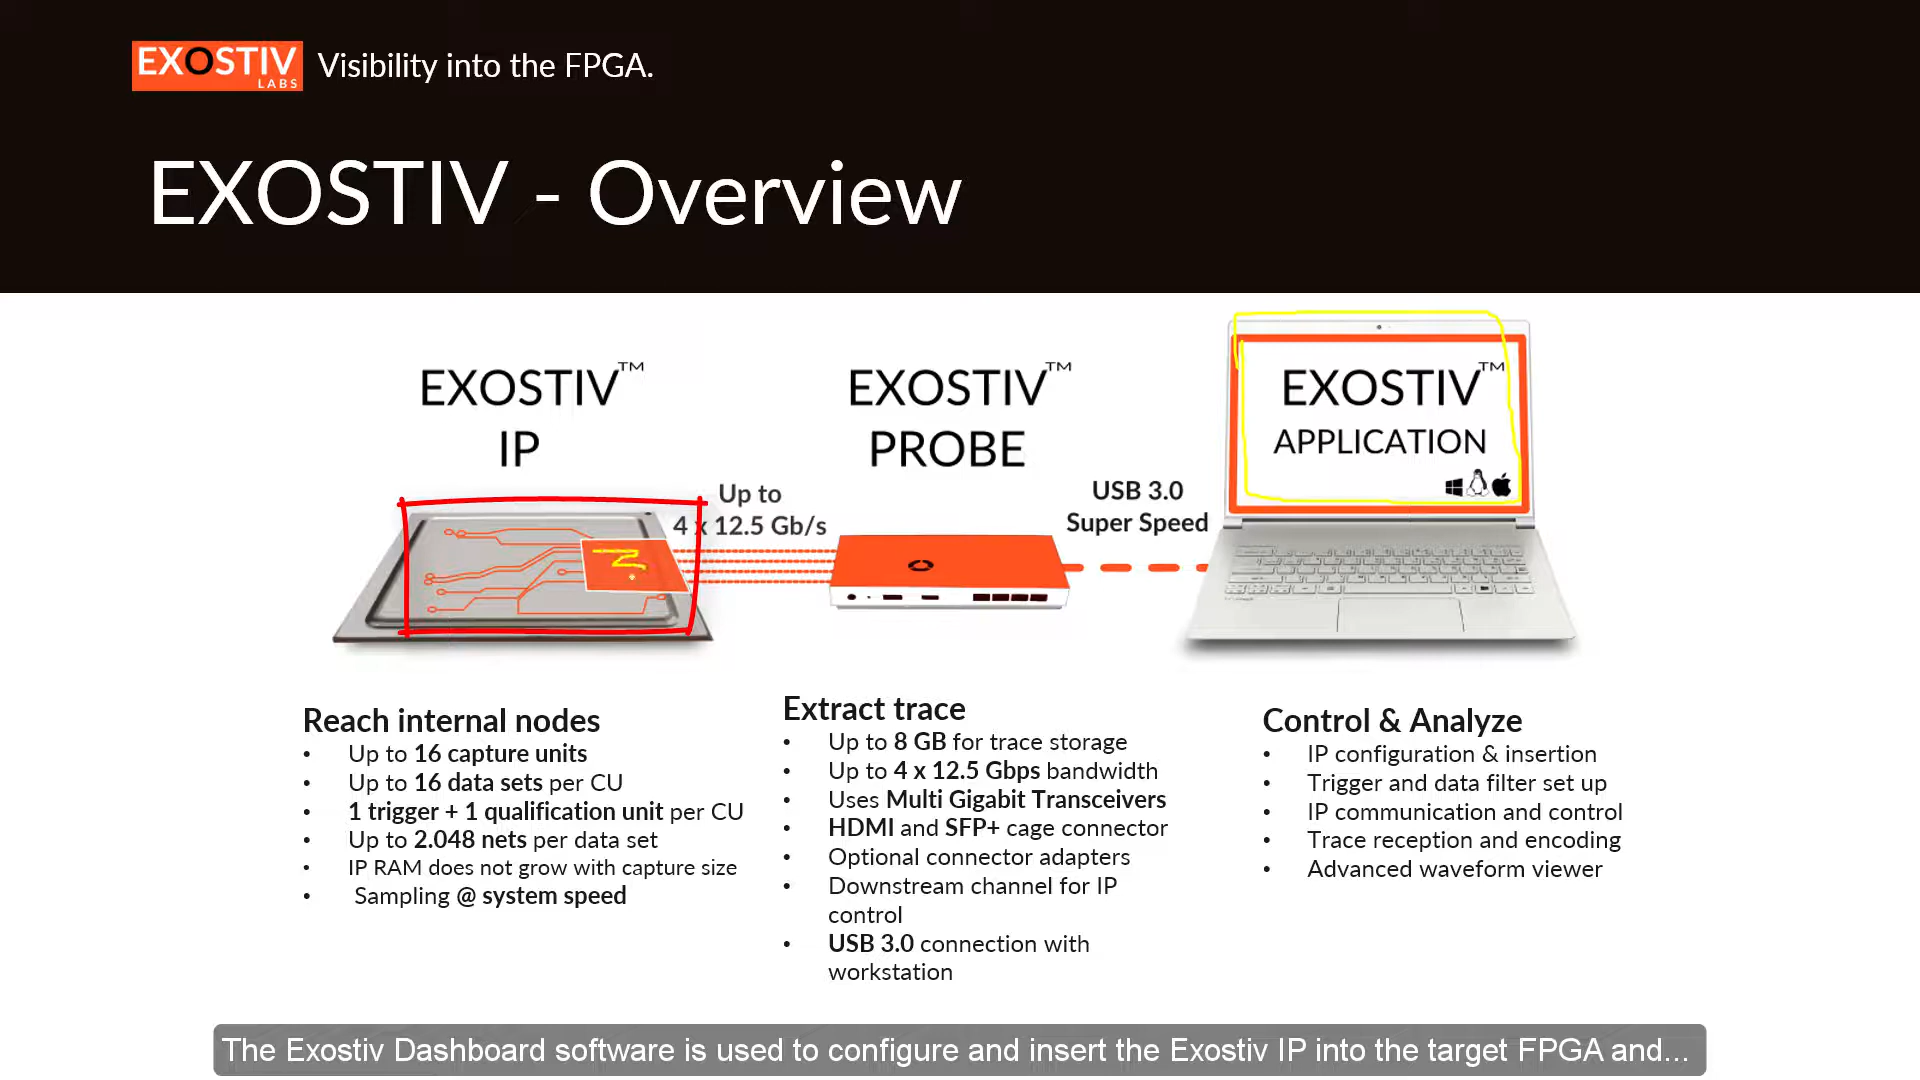 EXOSTIV
LABS
Visibility into the FPGA.
EXOSTIV - Overview
EXOSTIV™
IP
Up to
4 x 12.5 Gb/s
EXOSTIV™
PROBE
USB 3.0
Super Speed
EXOSTIV™
APPLICATION
Reach internal nodes
• Up to 16 capture units
• Up to 16 data sets per CU
• 1 trigger + 1 qualification unit per CU
• Up to 2.048 nets per data set
• IP RAM does not grow with capture size
• Sampling @ system speed
Extract trace
• Up to 8 GB for trace storage
• Up to 4 x 12.5 Gbps bandwidth
• Uses Multi Gigabit Transceivers
• HDMI and SFP+ cage connector
• Optional connector adapters
• Downstream channel for IP
control
• USB 3.0 connection with
workstation
Control & Analyze
• IP configuration & insertion
• Trigger and data filter set up
• IP communication and control
• Trace reception and encoding
• Advanced waveform viewer
The Exostiv Dashboard software is used to configure and insert the Exostiv IP into the target FPGA and...